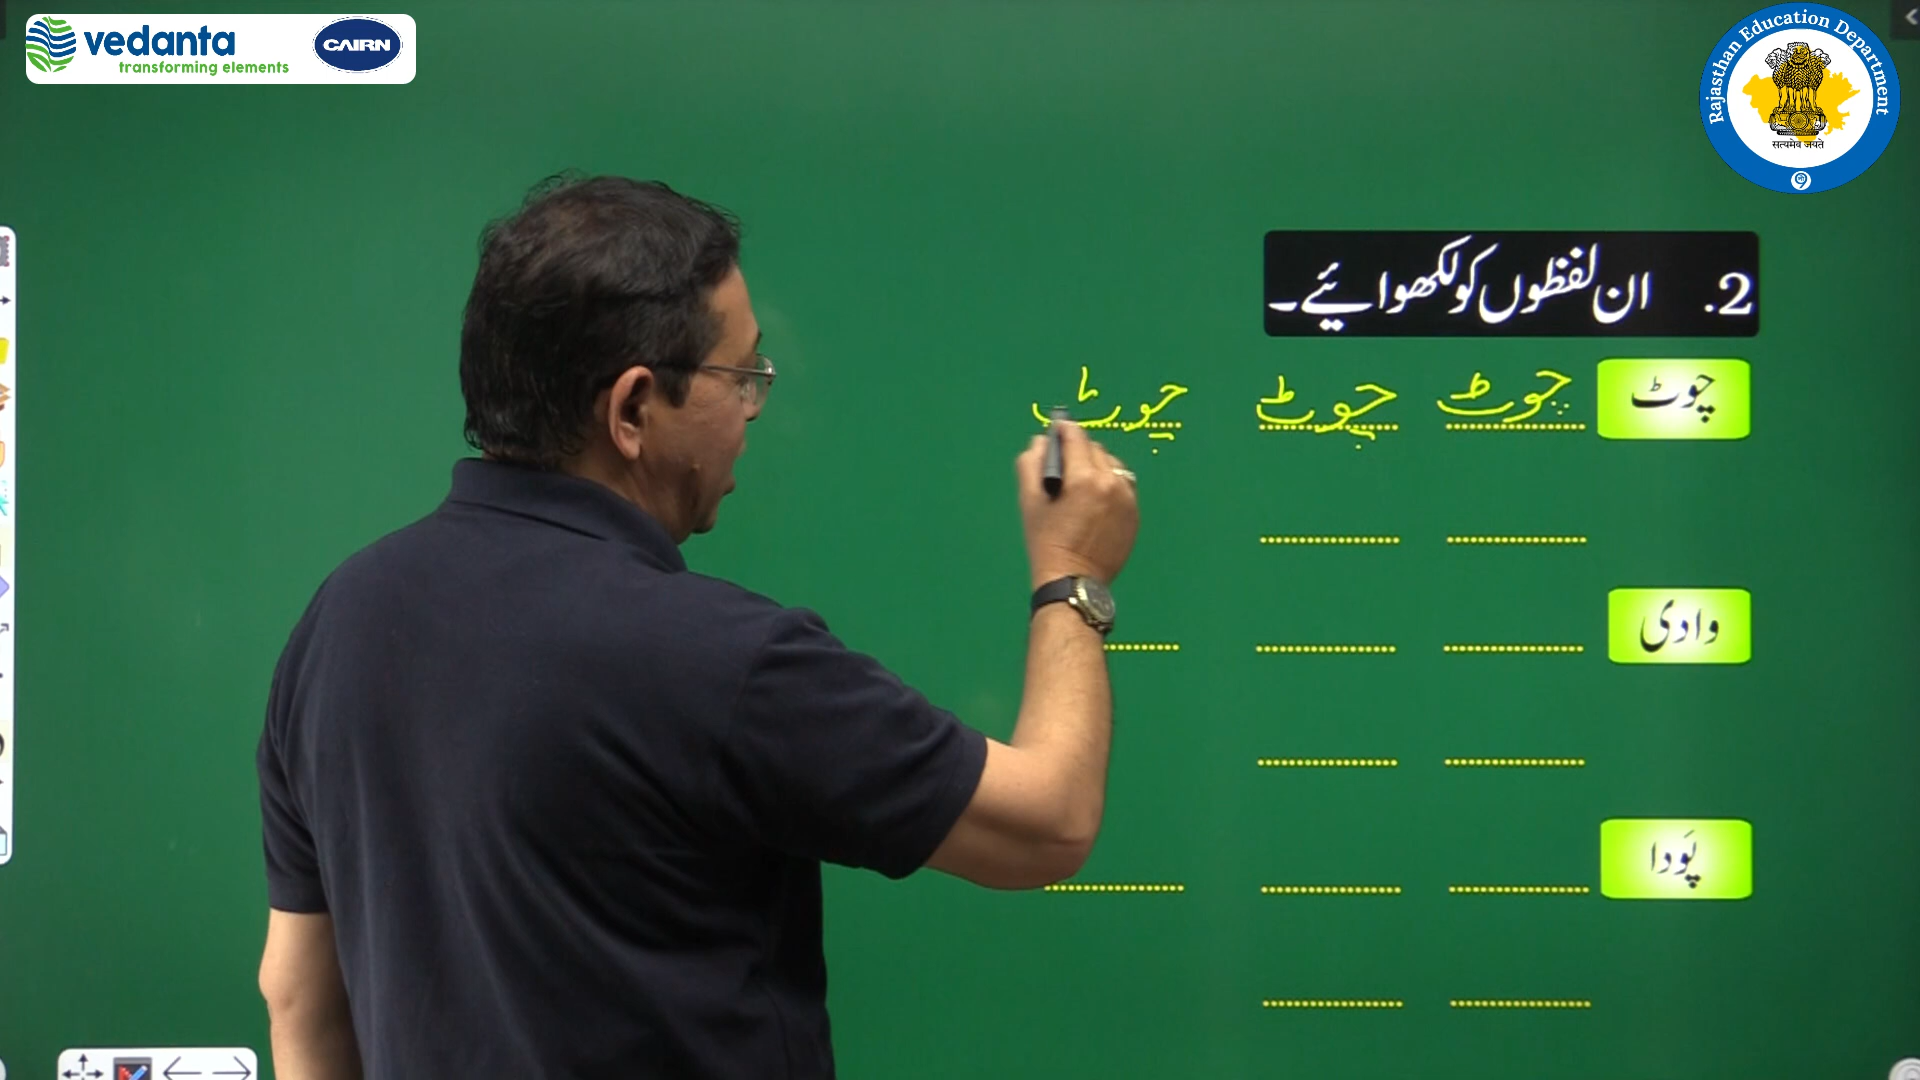 vedanta
transforming elements
CAIRN
Rajasthan Education Department
सत्यमेव जयते
2. ان لفظوں کو لکھوائیے۔
چوٹ چوٹ چوٹ چوٹ
وادی
پَودا